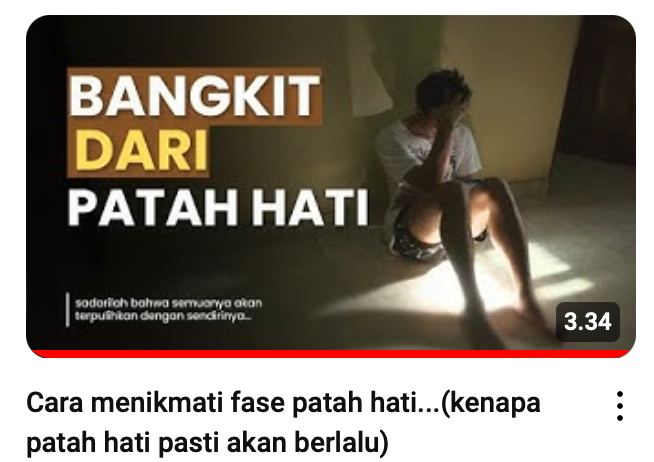 BANGKIT
DARI
PATAH HATI
sadarilah bahwa semuanya akan
terpulihkan dengan sendirinya...
3.34
Cara menikmati fase patah hati...(kenapa
patah hati pasti akan berlalu)